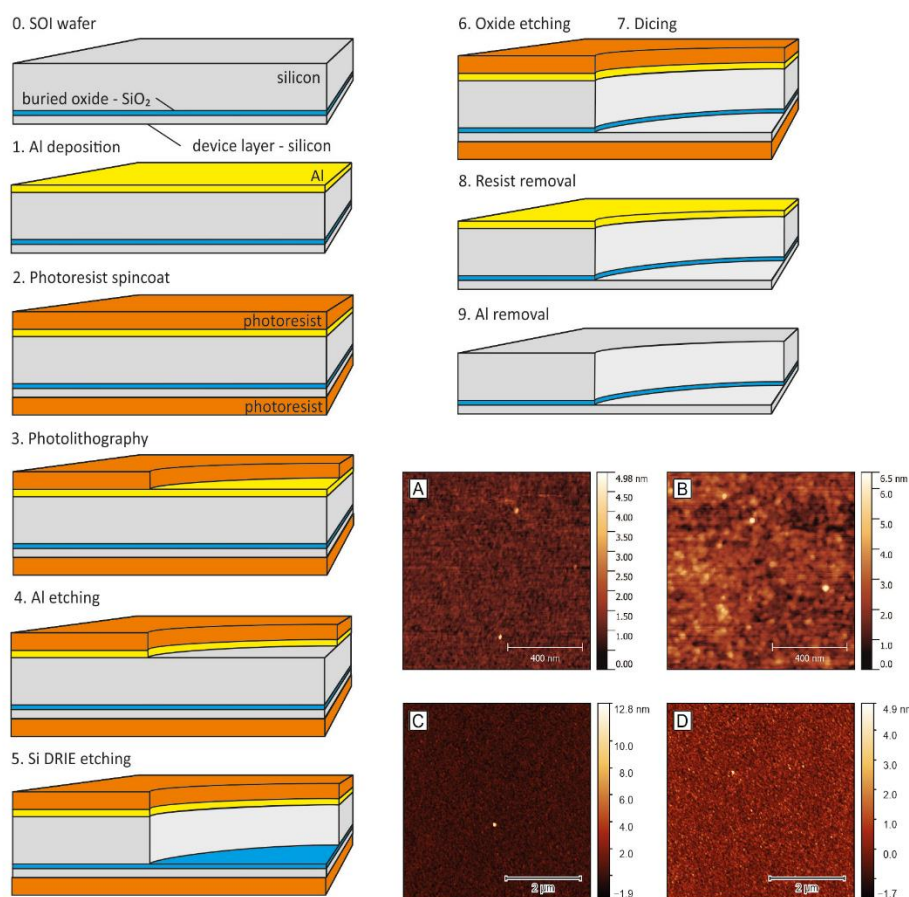 0. SOI wafer
silicon
buried oxide - SiO₂
device layer - silicon
1. Al deposition
Al
2. Photoresist spincoat
photoresist
photoresist
3. Photolithography
4. Al etching
5. Si DRIE etching
6. Oxide etching 7. Dicing
8. Resist removal
9. Al removal
A
4.98 nm
4.50
4.00
3.50
3.00
2.50
2.00
1.50
1.00
0.00
400 nm
B
6.5 nm
6.0
5.0
4.0
3.0
2.0
1.0
0.0
400 nm
C
12.8 nm
10.0
8.0
6.0
4.0
2.0
-1.9
2 µm
D
4.9 nm
4.0
3.0
2.0
1.0
0.0
-1.7
2 µm